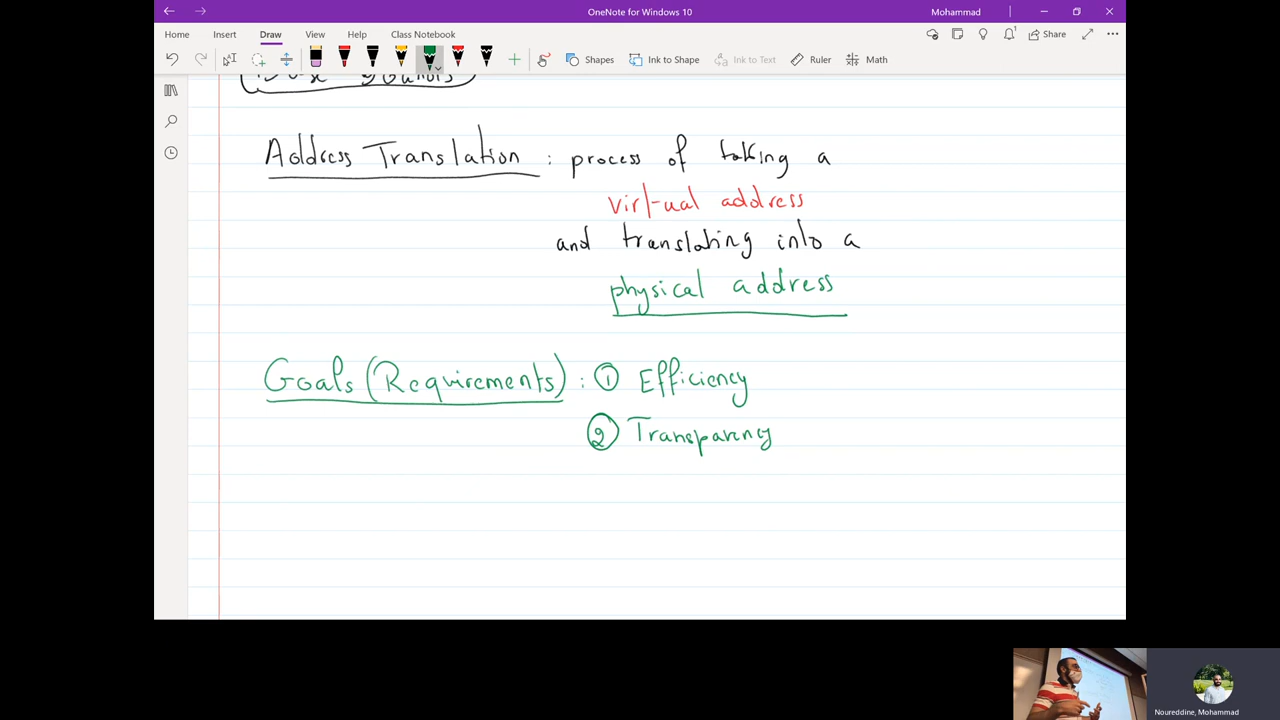 OneNote for Windows 10
Mohammad
Home Insert Draw View Help Class Notebook
Share
Shapes Ink to Shape Ink to Text Ruler Math
Address Translation : process of taking a
virtual address
and translating into a
physical address
Goals (Requirements) : ① Efficiency
② Transparency
Noureddine, Mohammad